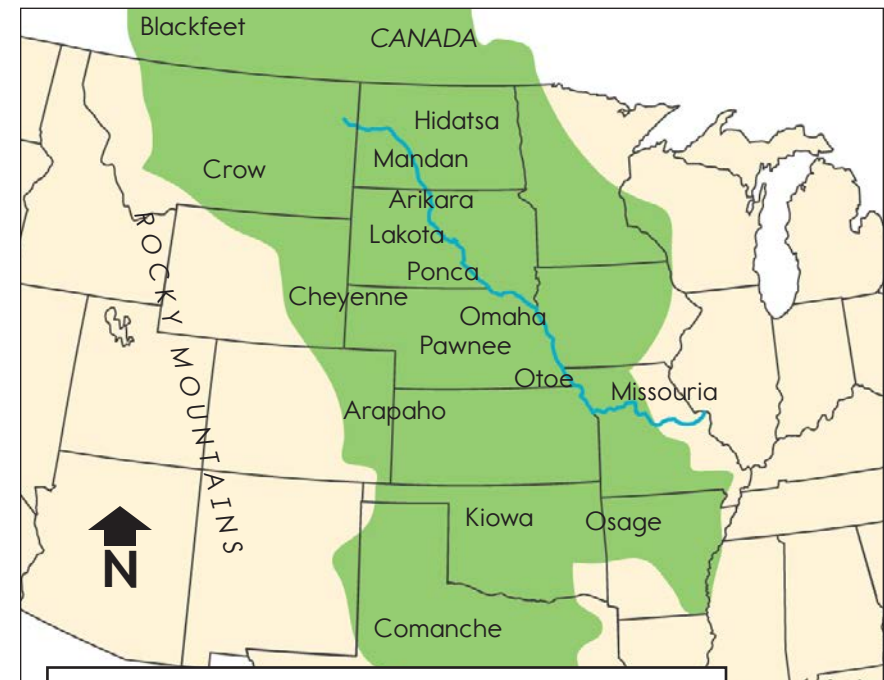 Blackfeet
CANADA
Hidatsa
Mandan
Crow
Arikara
Lakota
Ponca
Cheyenne
Omaha
Pawnee
Otoe
Missouria
Arapaho
ROCKY MOUNTAINS
Kiowa
Osage
N
Comanche